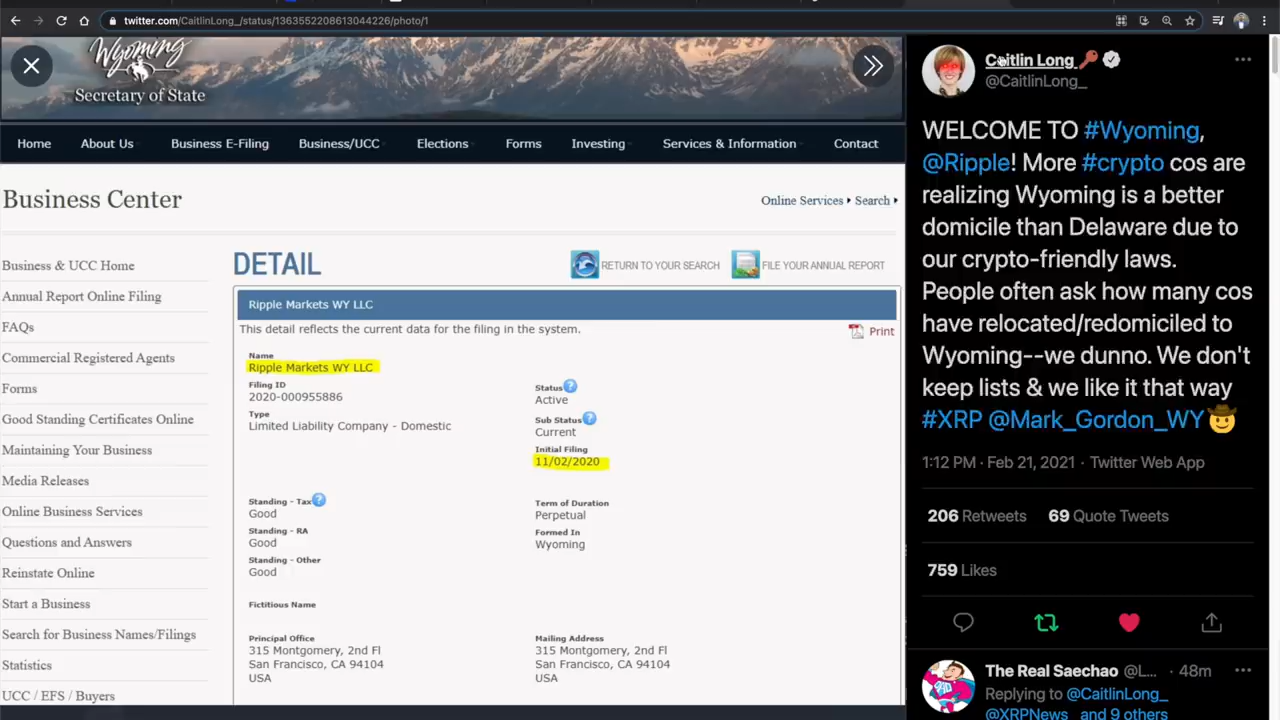 twitter.com/CaitlinLong_/status/1363552208613044226/photo/1
Wyoming
Secretary of State
Home About Us Business E-Filing Business/UCC Elections Forms Investing Services & Information Contact
Business Center
Online Services Search
Business & UCC Home
Annual Report Online Filing
FAQs
Commercial Registered Agents
Forms
Good Standing Certificates Online
Maintaining Your Business
Media Releases
Online Business Services
Questions and Answers
Reinstate Online
Start a Business
Search for Business Names/Filings
Statistics
UCC / EFS / Buyers
DETAIL
RETURN TO YOUR SEARCH FILE YOUR ANNUAL REPORT
Ripple Markets WY LLC
This detail reflects the current data for the filing in the system.
Print
Name
Ripple Markets WY LLC
Filing ID
2020-000955886
Type
Limited Liability Company - Domestic
Status
Active
Sub Status
Current
Initial Filing
11/02/2020
Standing - Tax
Good
Standing - RA
Good
Standing - Other
Good
Term of Duration
Perpetual
Formed In
Wyoming
Fictitious Name
Principal Office
315 Montgomery, 2nd Fl
San Francisco, CA 94104
USA
Mailing Address
315 Montgomery, 2nd Fl
San Francisco, CA 94104
USA
Caitlin Long
@CaitlinLong_
WELCOME TO #Wyoming,
@Ripple! More #crypto cos are
realizing Wyoming is a better
domicile than Delaware due to
our crypto-friendly laws.
People often ask how many cos
have relocated/redomiciled to
Wyoming--we dunno. We don't
keep lists & we like it that way
#XRP @Mark_Gordon_WY
1:12 PM · Feb 21, 2021 · Twitter Web App
206 Retweets 69 Quote Tweets
759 Likes
The Real Saechao @L... · 48m
Replying to @CaitlinLong_
@XRPNews_ and 9 others